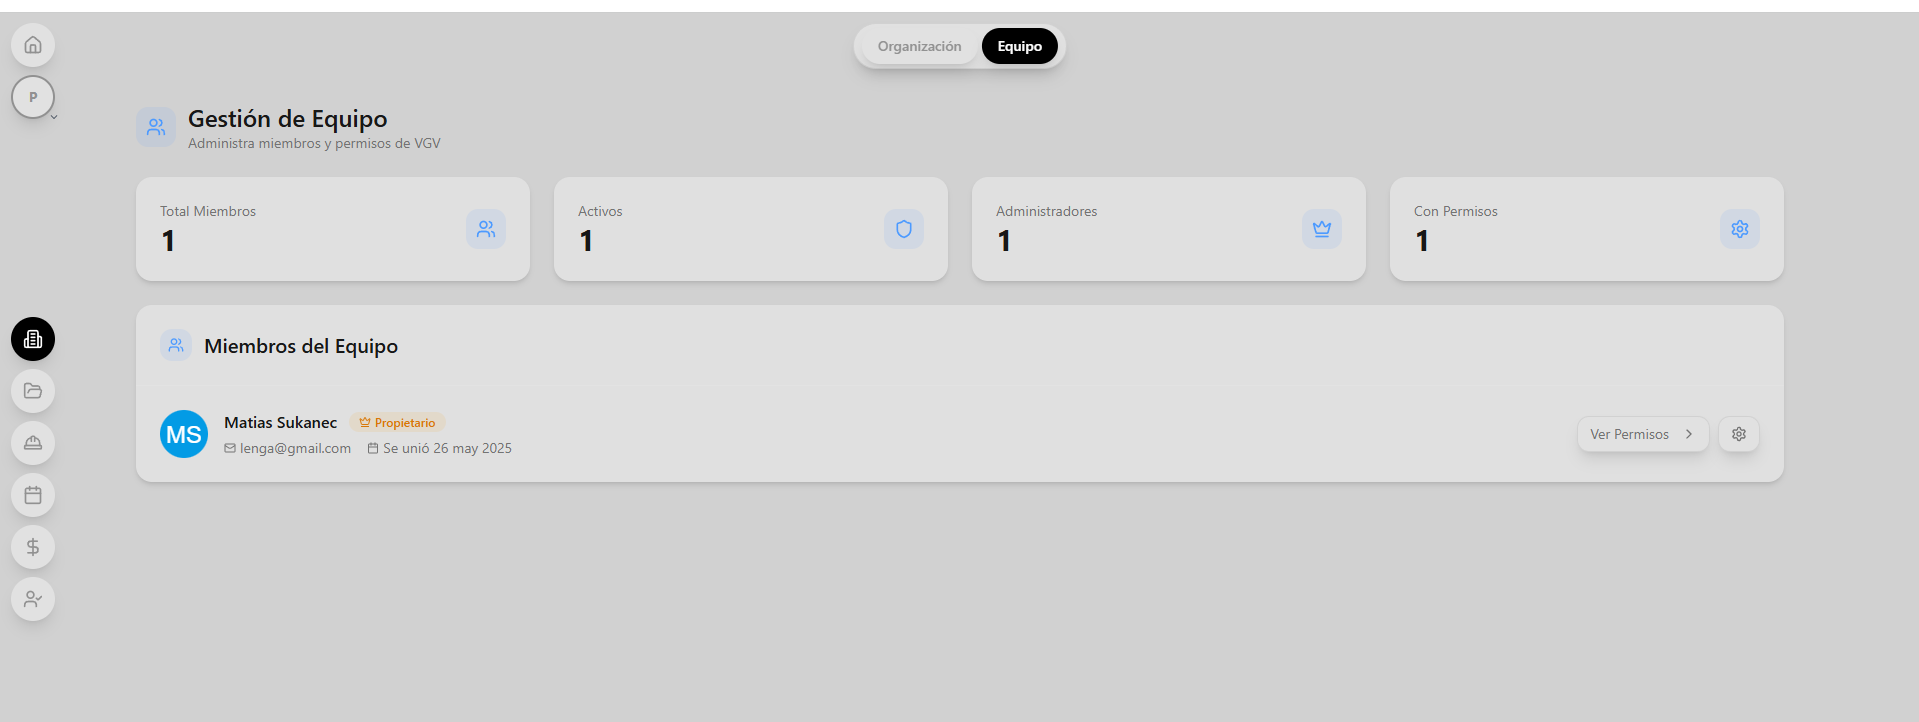 Organización
Equipo
P
Gestión de Equipo
Administra miembros y permisos de VGV
Total Miembros
1
Activos
1
Administradores
1
Con Permisos
1
Miembros del Equipo
MS
Matias Sukanec
Propietario
lenga@gmail.com
Se unió 26 may 2025
Ver Permisos